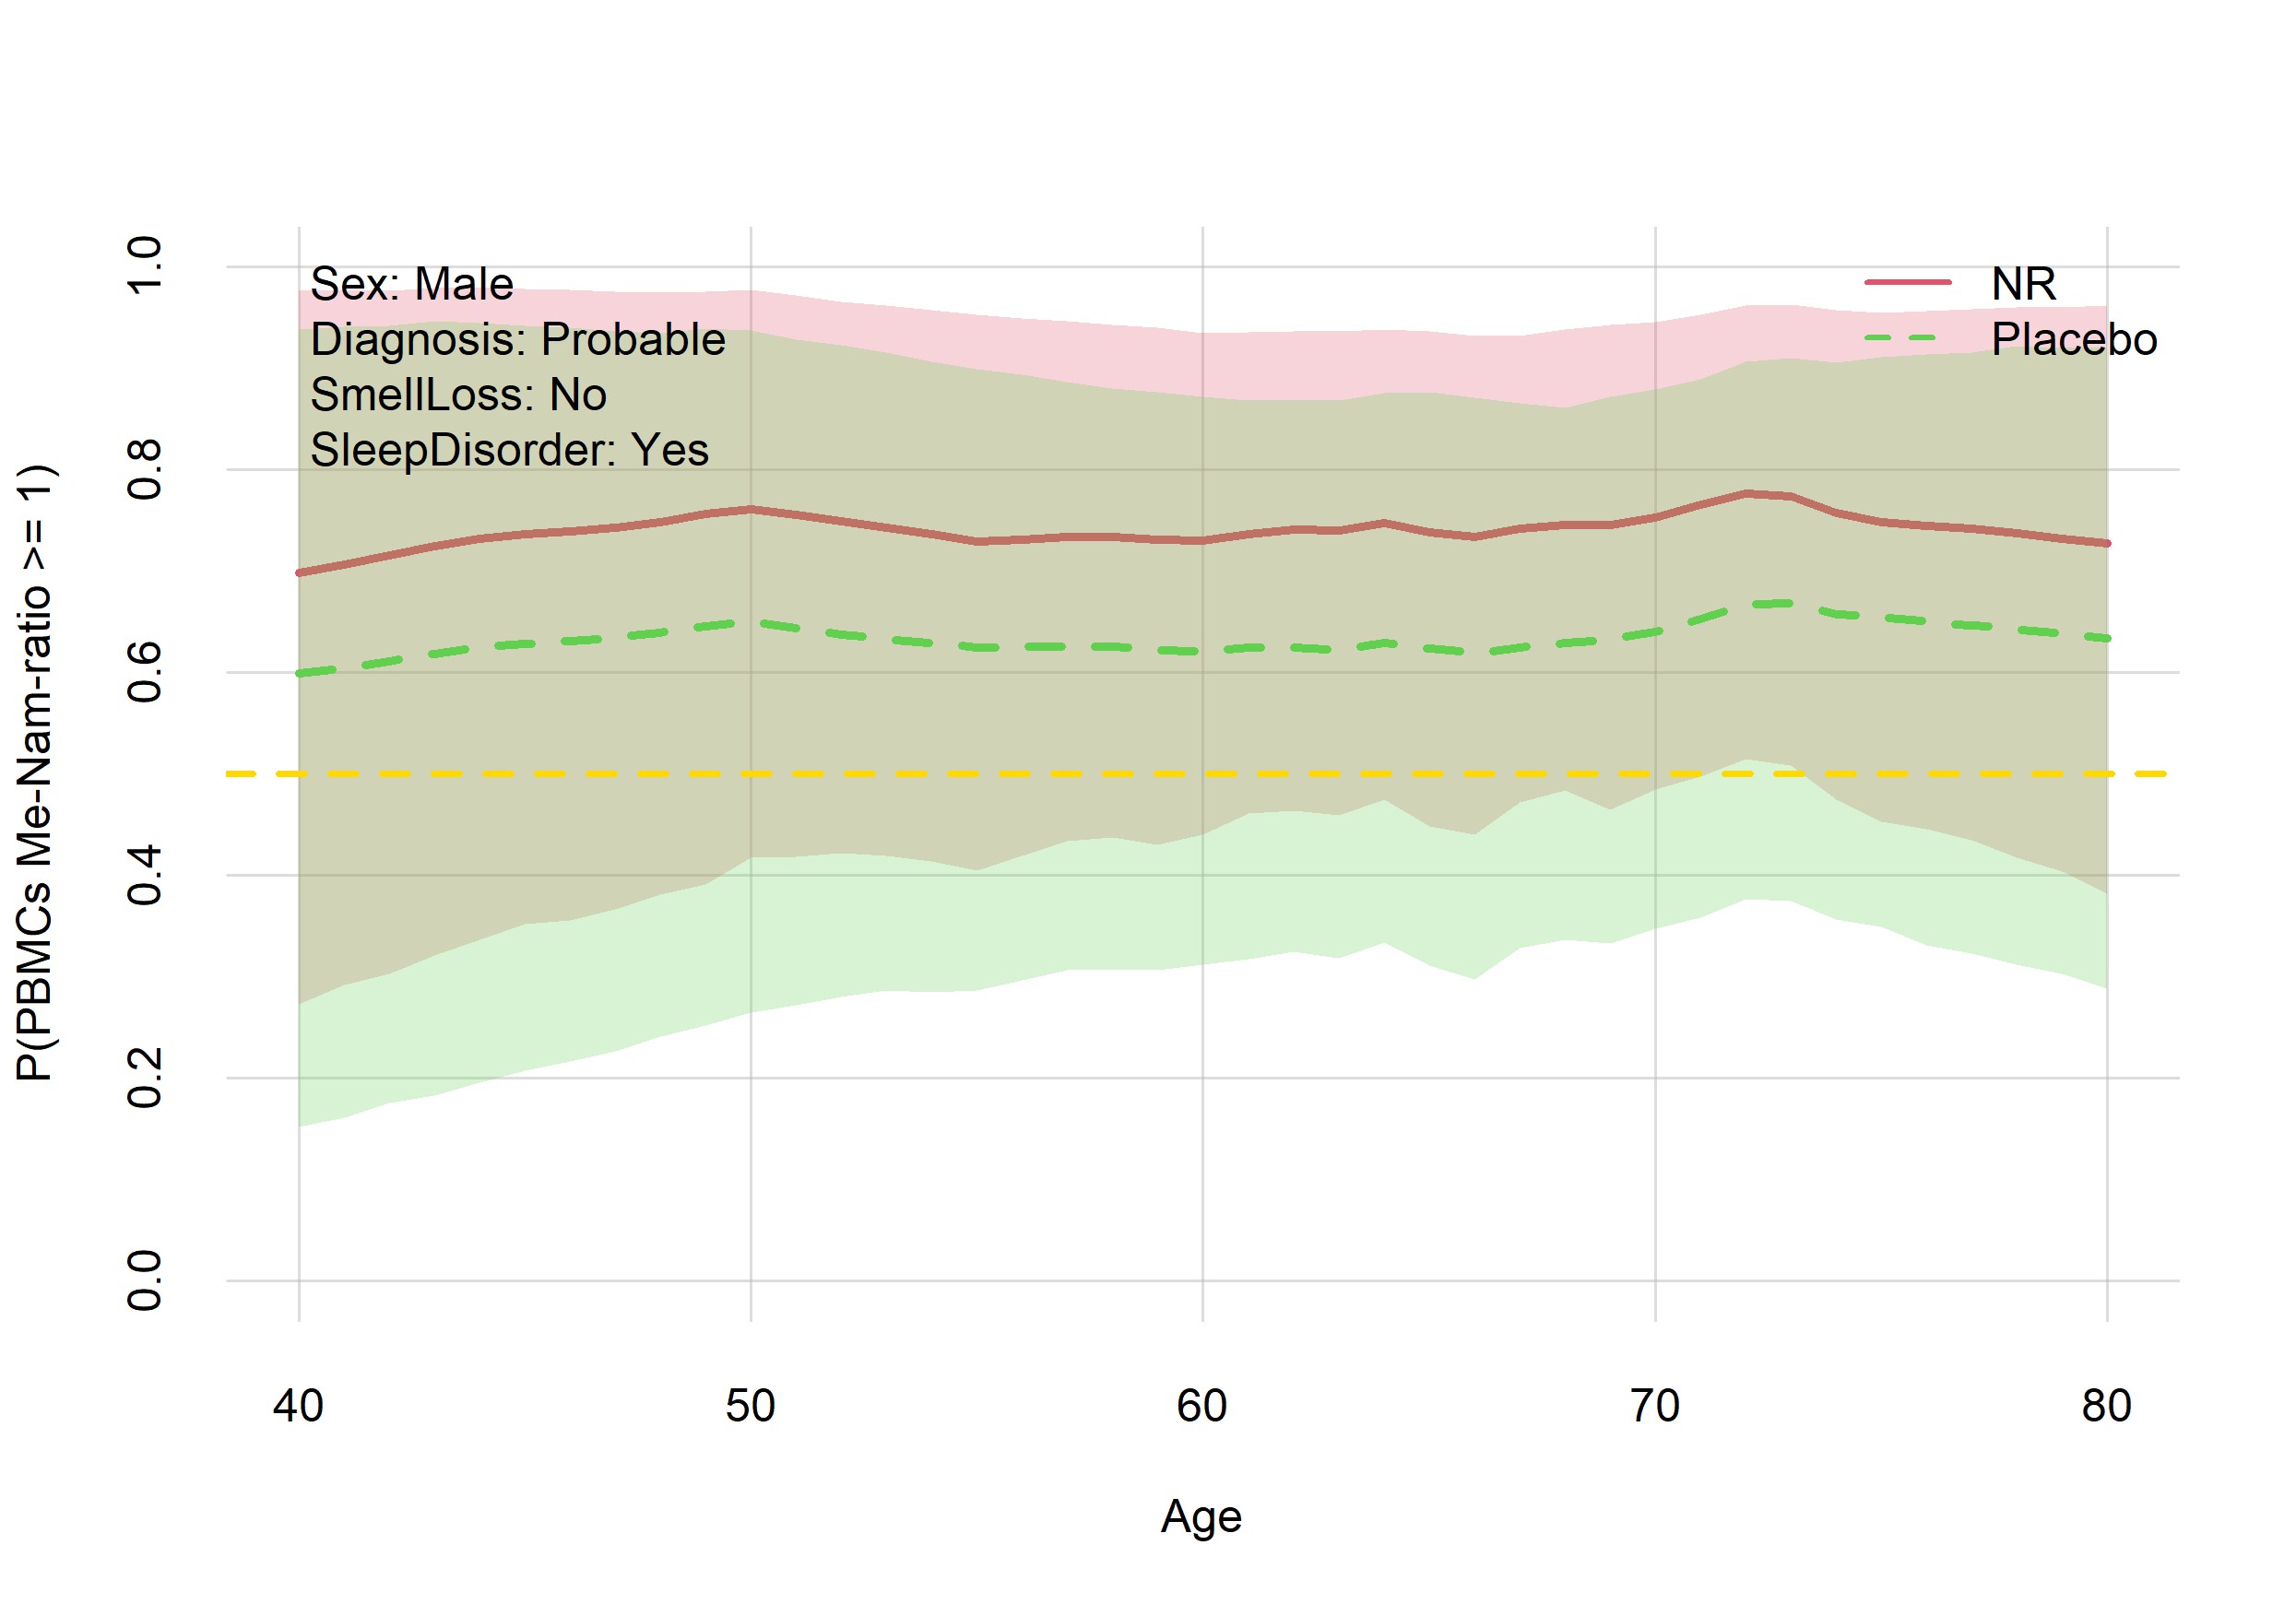 Sex: Male
Diagnosis: Probable
SmellLoss: No
SleepDisorder: Yes
NR
Placebo
P(PBMCs Me-Nam-ratio >= 1)
1.0
0.8
0.6
0.4
0.2
0.0
40 50 60 70 80
Age